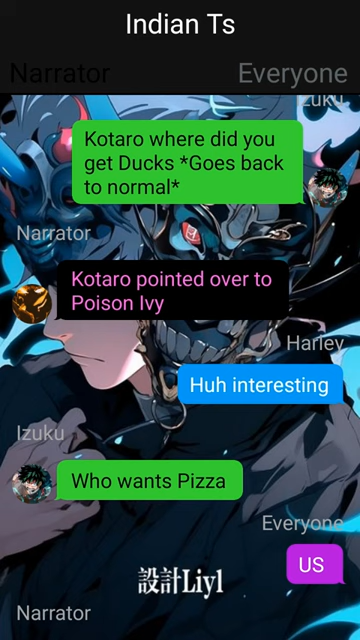 Indian Ts
Narrator
Everyone
Izuku
Kotaro where did you
get Ducks *Goes back
to normal*
Narrator
Kotaro pointed over to
Poison Ivy
Harley
Huh interesting
Izuku
Who wants Pizza
Everyone
US
設計Liyl
Narrator